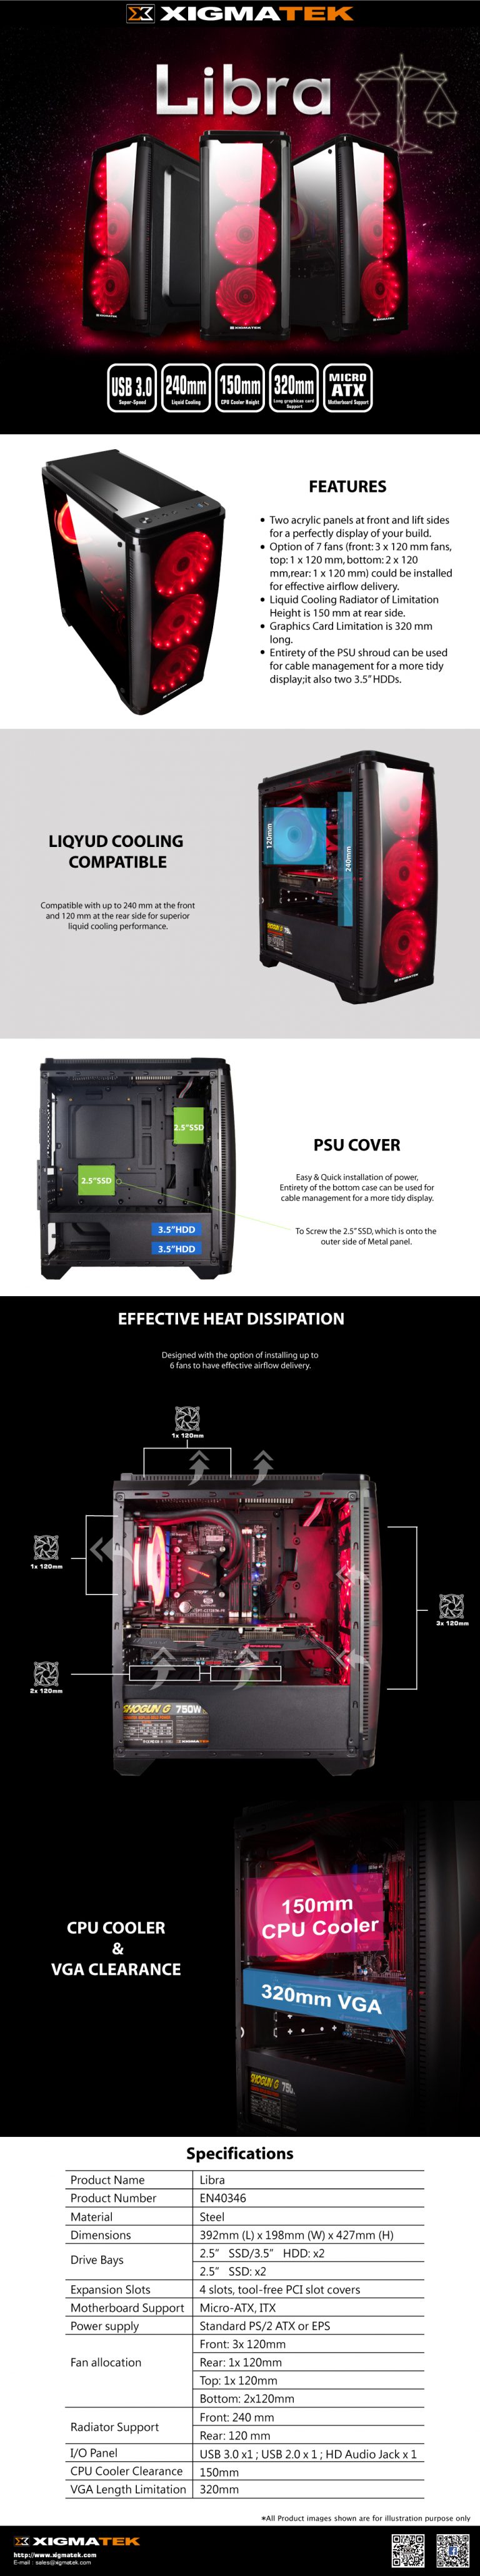 XIGMATEK
Libra
XIGMATEK
XIGMATEK
XIGMATEK
USB 3.0
Super-Speed
240mm
Liquid Cooling
150mm
CPU Cooler Height
320mm
Long graphicas card
Support
MICRO
ATX
Motherboard Support
FEATURES
• Two acrylic panels at front and lift sides
for a perfectly display of your build.
• Option of 7 fans (front: 3 x 120 mm fans,
top: 1 x 120 mm, bottom: 2 x 120
mm,rear: 1 x 120 mm) could be installed
for effective airflow delivery.
• Liquid Cooling Radiator of Limitation
Height is 150 mm at rear side.
• Graphics Card Limitation is 320 mm
long.
• Entirety of the PSU shroud can be used
for cable management for a more tidy
display;it also two 3.5” HDDs.
XIGMATEK
LIQYUD COOLING
COMPATIBLE
Compatible with up to 240 mm at the front
and 120 mm at the rear side for superior
liquid cooling performance.
120mm
240mm
XIGMATEK
2.5”SSD
2.5”SSD
3.5”HDD
3.5”HDD
PSU COVER
Easy & Quick installation of power,
Entirety of the bottom case can be used for
cable management for a more tidy display.
To Screw the 2.5” SSD, which is onto the
outer side of Metal panel.
EFFECTIVE HEAT DISSIPATION
Designed with the option of installing up to
6 fans to have effective airflow delivery.
1x 120mm
1x 120mm
3x 120mm
2x 120mm
SHOGUN G 750W
XIGMATEK
CPU COOLER
&
VGA CLEARANCE
150mm
CPU Cooler
320mm VGA
SHOGUN G 750
Specifications
Product Name Libra
Product Number EN40346
Material Steel
Dimensions 392mm (L) x 198mm (W) x 427mm (H)
Drive Bays 2.5” SSD/3.5” HDD: x2
2.5” SSD: x2
Expansion Slots 4 slots, tool-free PCI slot covers
Motherboard Support Micro-ATX, ITX
Power supply Standard PS/2 ATX or EPS
Fan allocation Front: 3x 120mm
Rear: 1x 120mm
Top: 1x 120mm
Bottom: 2x120mm
Radiator Support Front: 240 mm
Rear: 120 mm
I/O Panel USB 3.0 x1 ; USB 2.0 x 1 ; HD Audio Jack x 1
CPU Cooler Clearance 150mm
VGA Length Limitation 320mm
*All Product images shown are for illustration purpose only
XIGMATEK
http://www.xigmatek.com
E-mail : sales@xigmatek.com